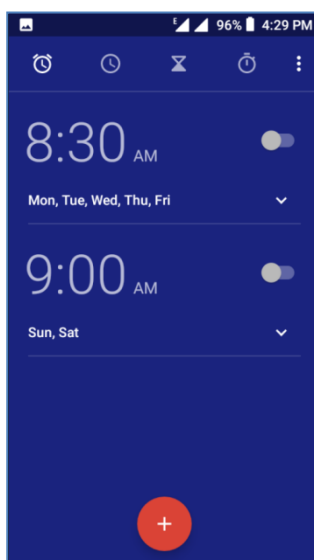 E 96% 4:29 PM
8:30 AM
Mon, Tue, Wed, Thu, Fri
9:00 AM
Sun, Sat